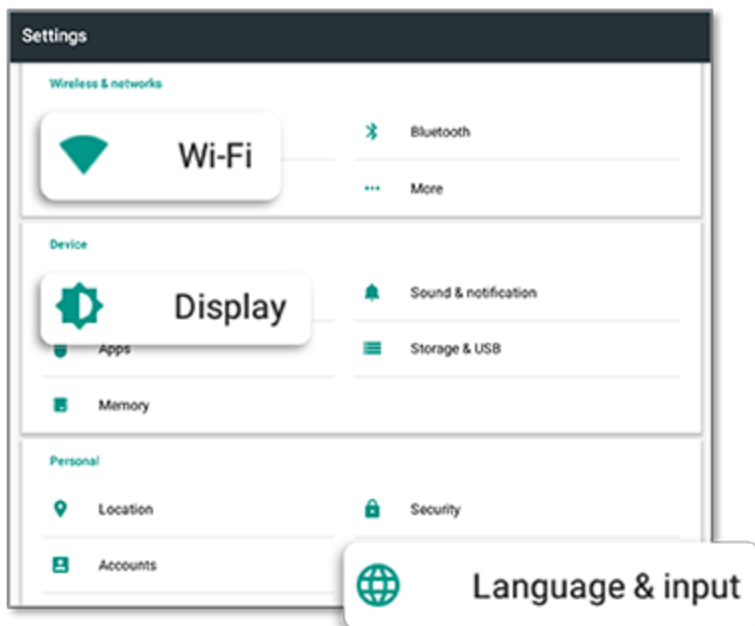 Settings
Wireless & networks
Wi-Fi
Bluetooth
More
Device
Display
Sound & notification
Apps
Storage & USB
Memory
Personal
Location
Security
Accounts
Language & input